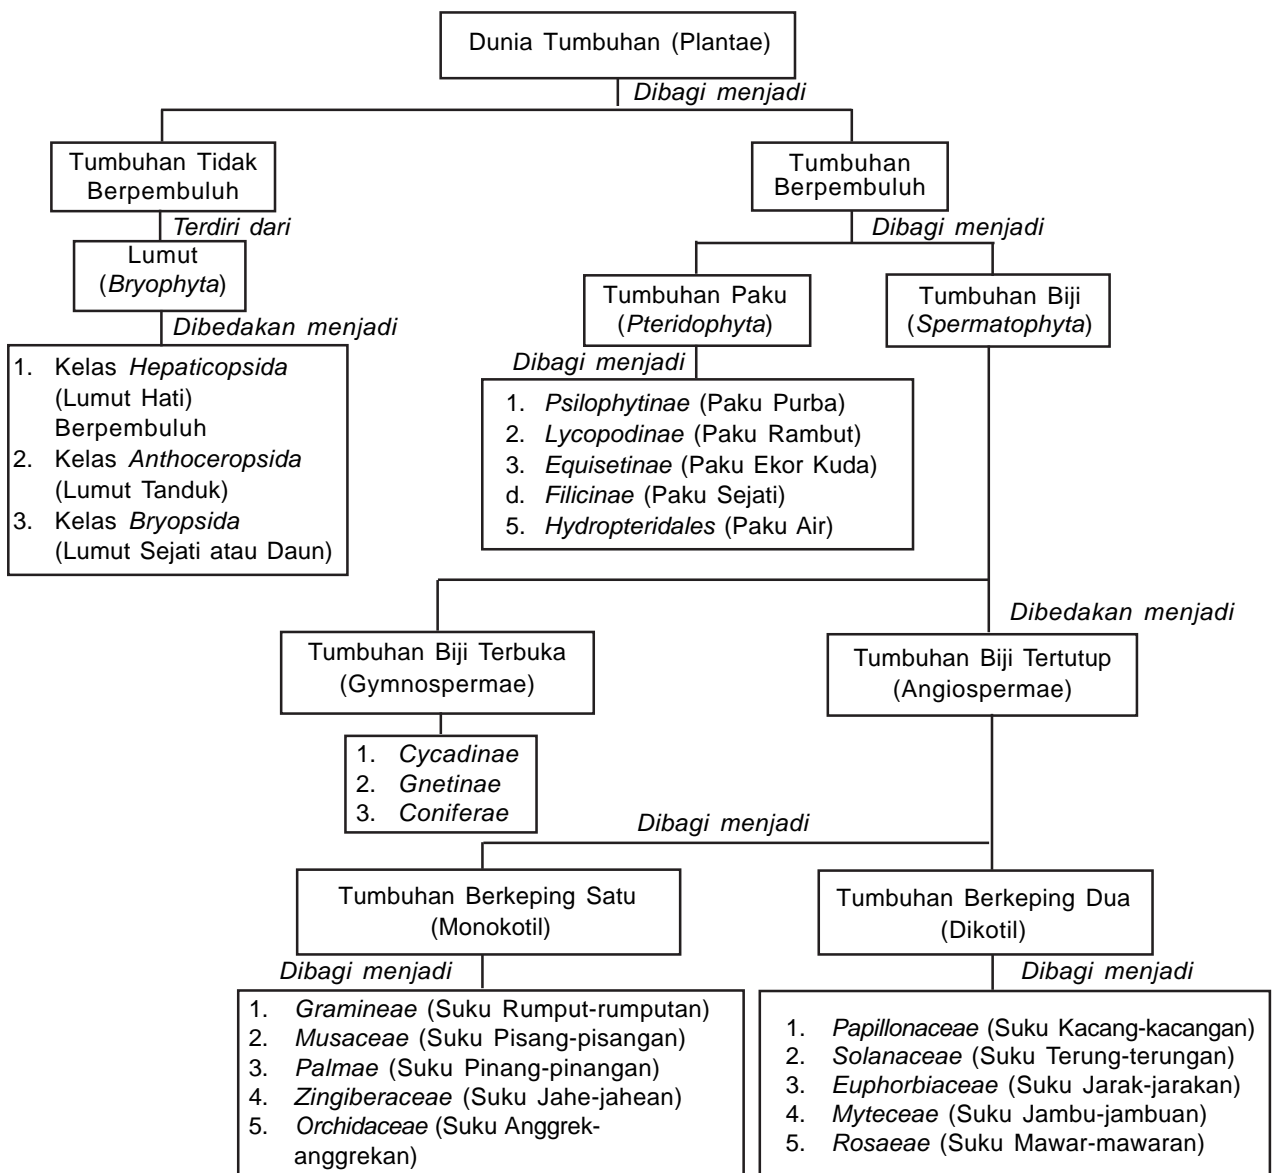 Dunia Tumbuhan (Plantae)
Dibagi menjadi
Tumbuhan Tidak
Berpembuluh
Terdiri dari
Lumut
(Bryophyta)
Dibedakan menjadi
1. Kelas Hepaticopsida
(Lumut Hati)
Berpembuluh
2. Kelas Anthoceropsida
(Lumut Tanduk)
3. Kelas Bryopsida
(Lumut Sejati atau Daun)
Tumbuhan
Berpembuluh
Dibagi menjadi
Tumbuhan Paku
(Pteridophyta)
Dibagi menjadi
1. Psilophytinae (Paku Purba)
2. Lycopodinae (Paku Rambut)
3. Equisetinae (Paku Ekor Kuda)
d. Filicinae (Paku Sejati)
5. Hydropteridales (Paku Air)
Tumbuhan Biji
(Spermatophyta)
Dibedakan menjadi
Tumbuhan Biji Terbuka
(Gymnospermae)
1. Cycadinae
2. Gnetinae
3. Coniferae
Tumbuhan Biji Tertutup
(Angiospermae)
Dibagi menjadi
Tumbuhan Berkeping Satu
(Monokotil)
Dibagi menjadi
1. Gramineae (Suku Rumput-rumputan)
2. Musaceae (Suku Pisang-pisangan)
3. Palmae (Suku Pinang-pinangan)
4. Zingiberaceae (Suku Jahe-jahean)
5. Orchidaceae (Suku Anggrek-
anggrekan)
Tumbuhan Berkeping Dua
(Dikotil)
Dibagi menjadi
1. Papillonaceae (Suku Kacang-kacangan)
2. Solanaceae (Suku Terung-terungan)
3. Euphorbiaceae (Suku Jarak-jarakan)
4. Myteceae (Suku Jambu-jambuan)
5. Rosaeae (Suku Mawar-mawaran)